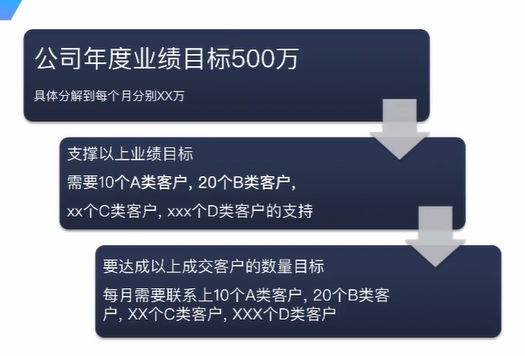 公司年度业绩目标500万
具体分解到每个月分别XX万
支撑以上业绩目标
需要10个A类客户, 20个B类客户,
xx个C类客户, xxx个D类客户的支持
要达成以上成交客户的数量目标
每月需要联系上10个A类客户, 20个B类客
户, XX个C类客户, XXX个D类客户